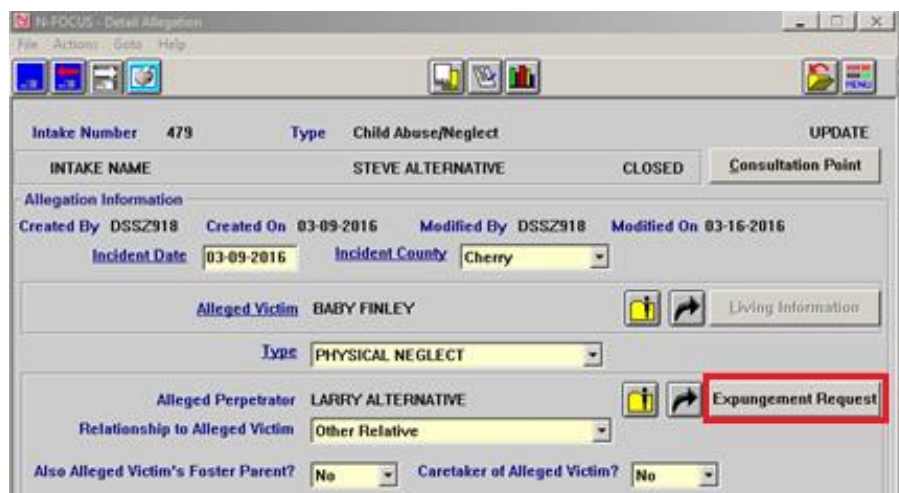 N-FOCUS - Detail Allegation
File Actions Goto Help
MENU
Intake Number 479 Type Child Abuse/Neglect UPDATE
INTAKE NAME STEVE ALTERNATIVE CLOSED Consultation Point
Allegation Information
Created By DSSZ918 Created On 03-09-2016 Modified By DSSZ918 Modified On 03-16-2016
Incident Date 03-09-2016 Incident County Cherry
Alleged Victim BABY FINLEY Living Information
Type PHYSICAL NEGLECT
Alleged Perpetrator LARRY ALTERNATIVE Expungement Request
Relationship to Alleged Victim Other Relative
Also Alleged Victim's Foster Parent? No Caretaker of Alleged Victim? No